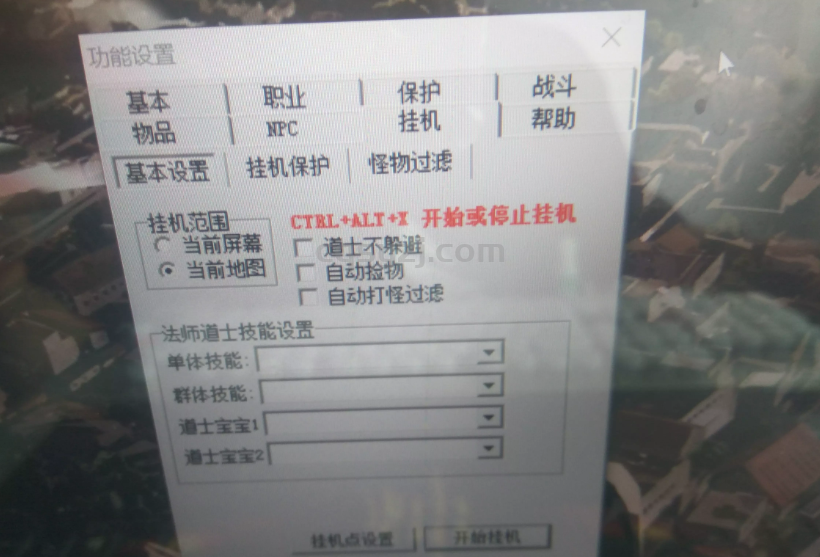 功能设置
基本 职业 保护 战斗
物品 NPC 挂机 帮助
基本设置 挂机保护 怪物过滤
挂机范围 CTRL+ALT+X 开始或停止挂机
当前屏幕 道士不躲避
当前地图 自动捡物
自动打怪过滤
法师道士技能设置
单体技能:
群体技能:
道士宝宝1
道士宝宝2
挂机点设置 开始挂机